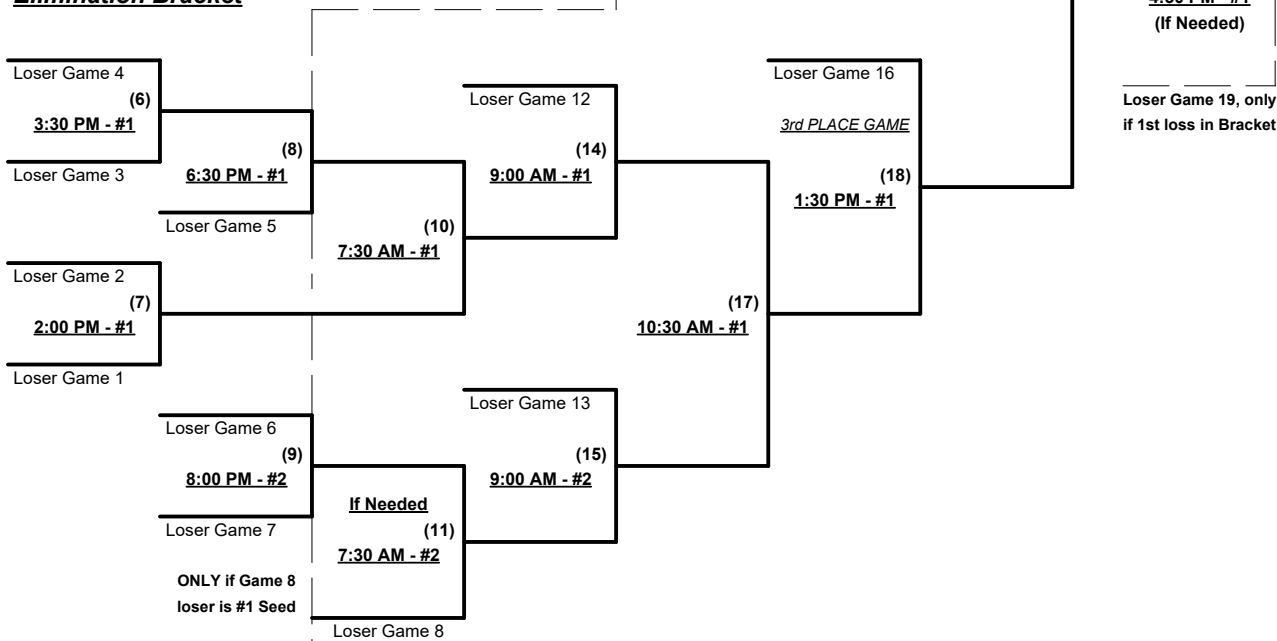 Elimination Bracket
(If Needed)
Loser Game 19, only
if 1st loss in Bracket
Loser Game 4
(6)
3:30 PM - #1
Loser Game 3
(8)
6:30 PM - #1
Loser Game 5
Loser Game 2
(7)
2:00 PM - #1
Loser Game 1
(10)
7:30 AM - #1
Loser Game 12
(14)
9:00 AM - #1
Loser Game 16
3rd PLACE GAME
(18)
1:30 PM - #1
(17)
10:30 AM - #1
Loser Game 6
(9)
8:00 PM - #2
Loser Game 7
If Needed
(11)
7:30 AM - #2
ONLY if Game 8
loser is #1 Seed
Loser Game 8
Loser Game 13
(15)
9:00 AM - #2